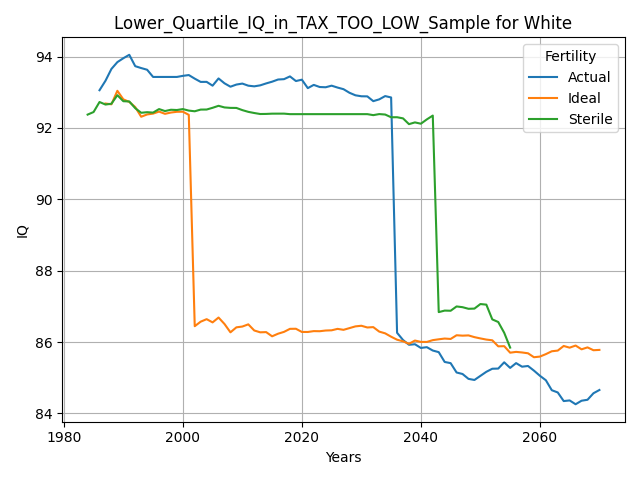 Lower_Quartile_IQ_in_TAX_TOO_LOW_Sample for White
Fertility
Actual
Ideal
Sterile
IQ
94
92
90
88
86
84
1980
2000
2020
2040
2060
Years